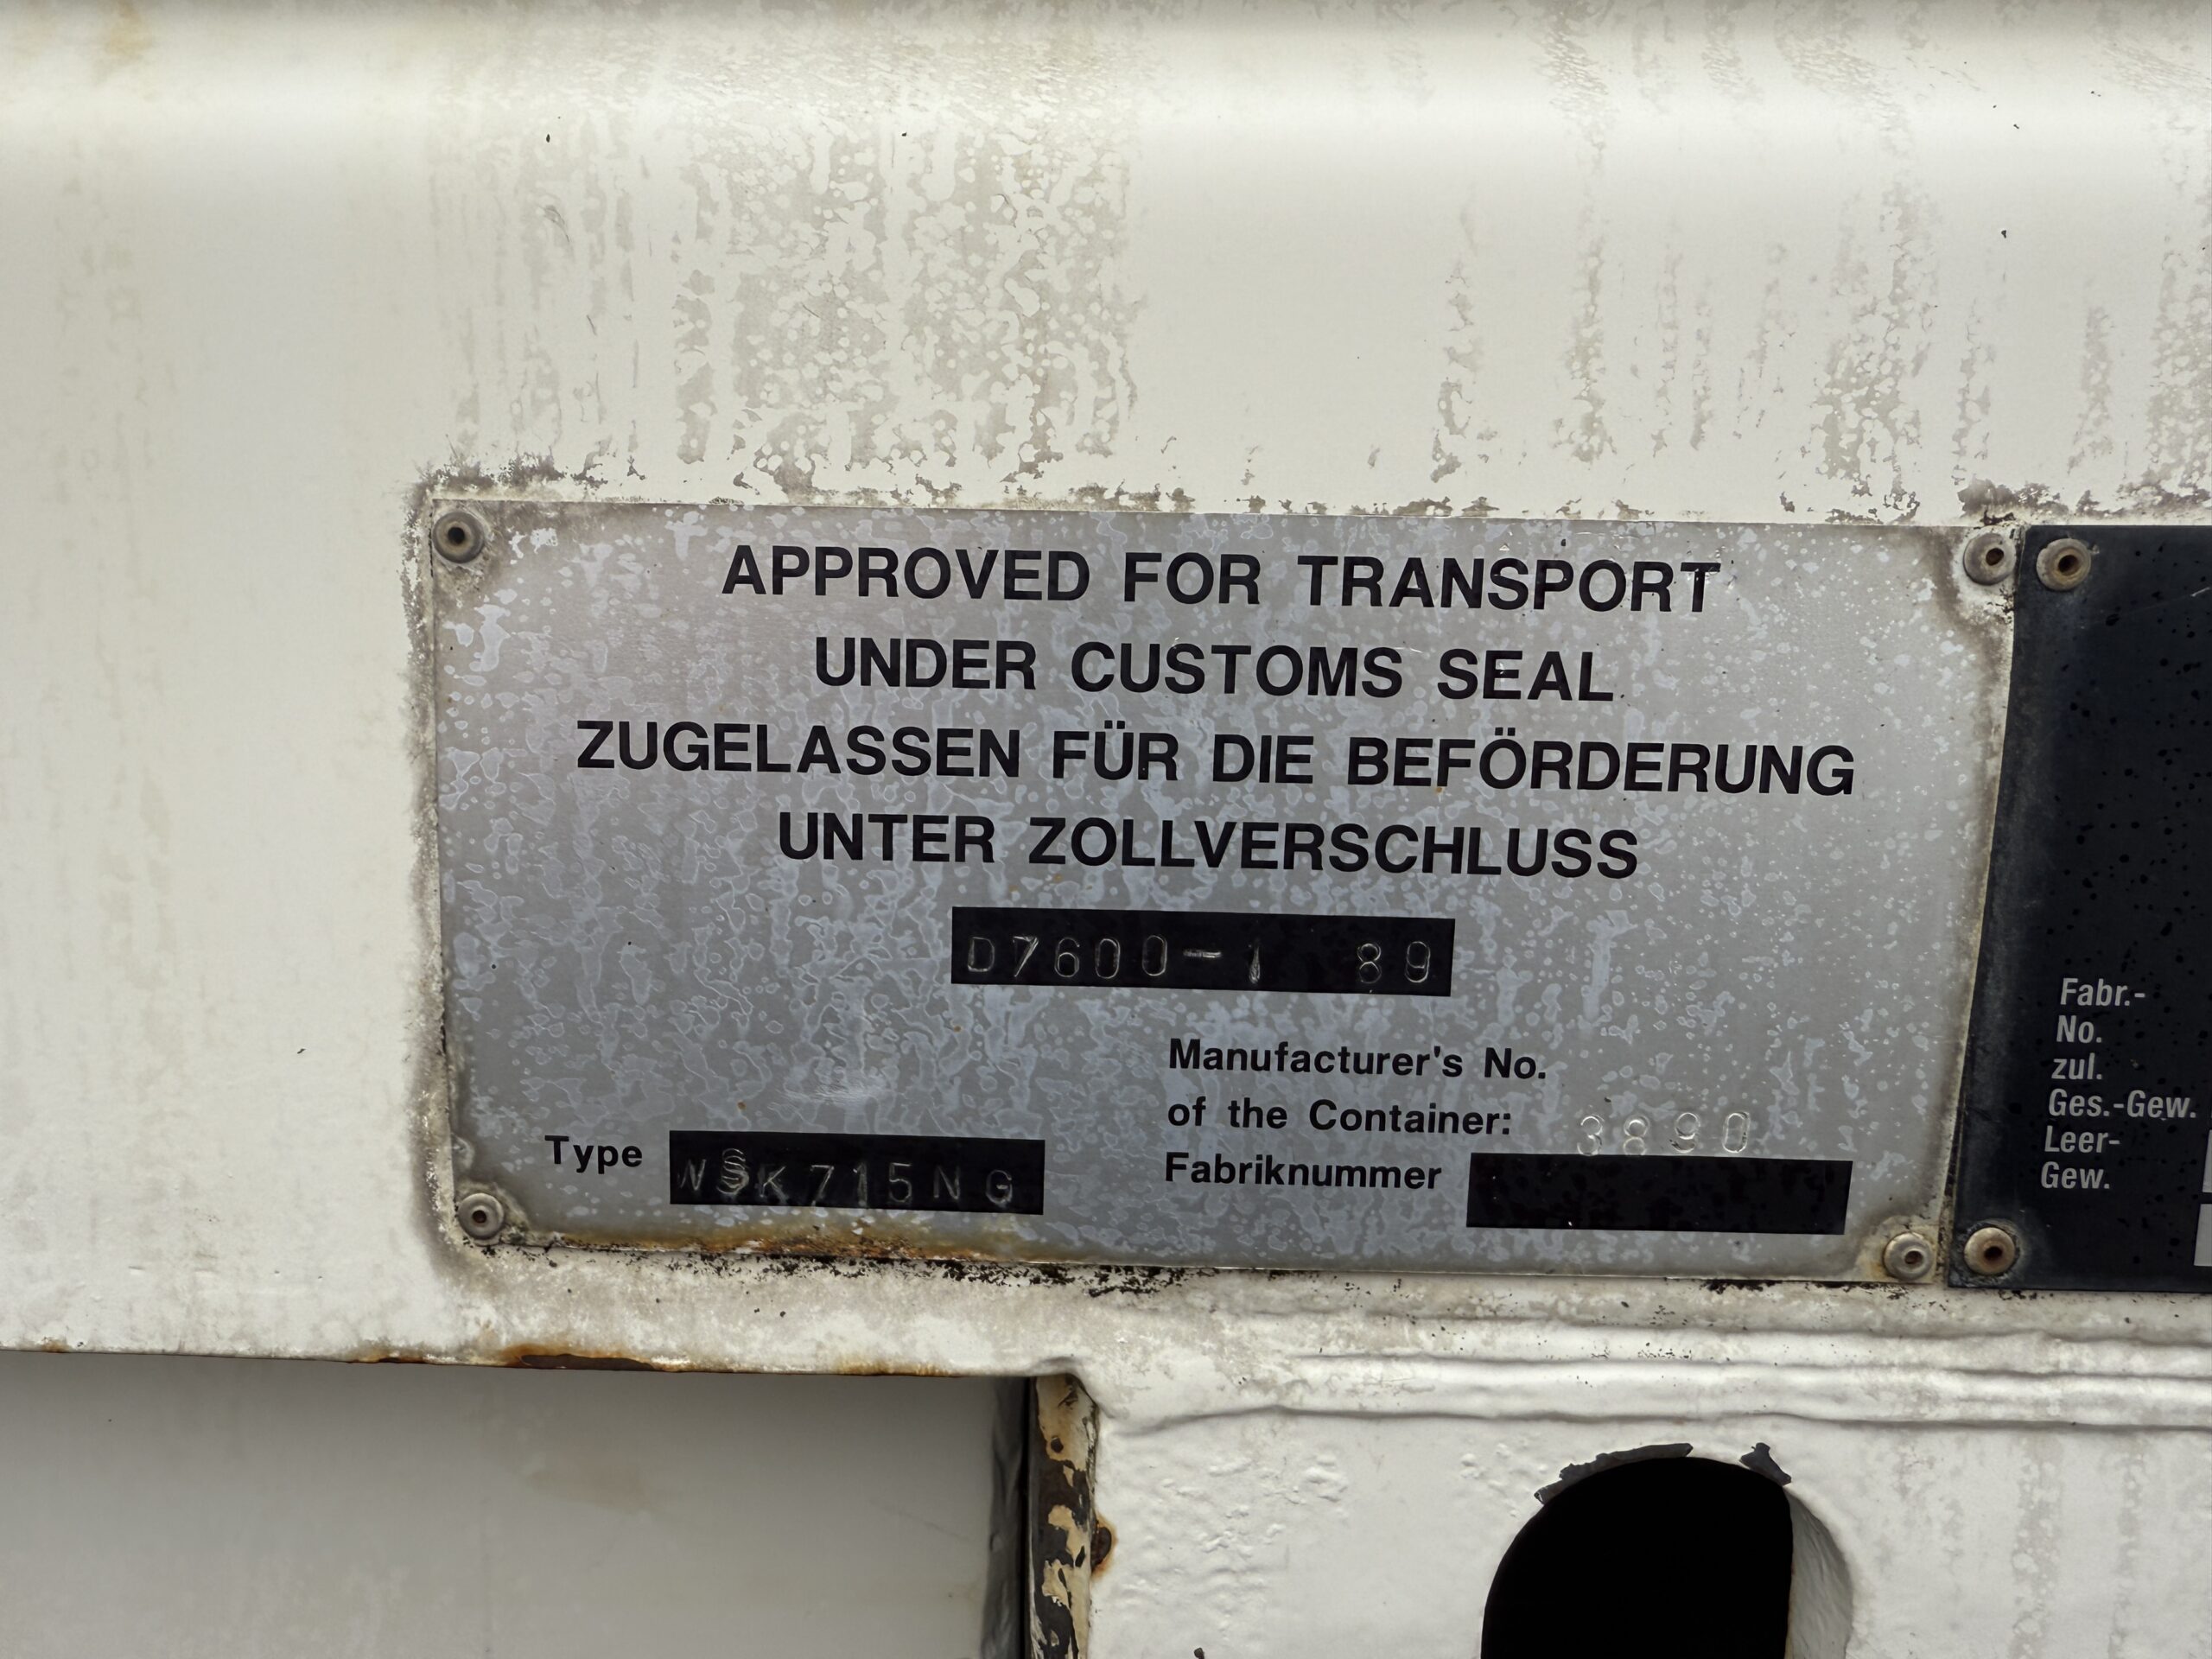 APPROVED FOR TRANSPORT
UNDER CUSTOMS SEAL
ZUGELASSEN FÜR DIE BEFÖRDERUNG
UNTER ZOLLVERSCHLUSS
D7600-1 89
Manufacturer's No.
of the Container: 3890
Fabriknummer
Type WSK715NG
Fabr.-
No.
zul.
Ges.-Gew.
Leer-
Gew.